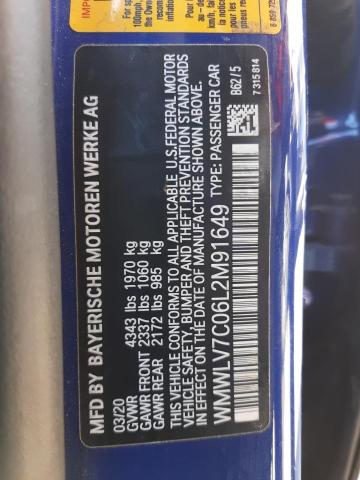 MFD BY BAYERISCHE MOTOREN WERKE AG
03/20
GVWR 4343 lbs 1970 kg
GAWR FRONT 2337 lbs 1060 kg
GAWR REAR 2172 lbs 985 kg
THIS VEHICLE CONFORMS TO ALL APPLICABLE U.S.FEDERAL MOTOR
VEHICLE SAFETY, BUMPER AND THEFT PREVENTION STANDARDS
IN EFFECT ON THE DATE OF MANUFACTURE SHOWN ABOVE.
WMWLV7C06L2M91649 TYPE: PASSENGER CAR
B62/5
7 315 814